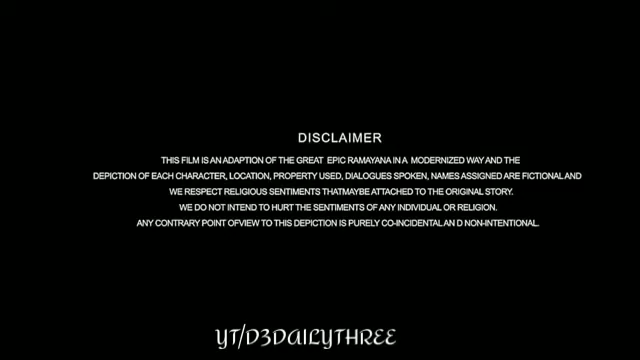 DISCLAIMER
THIS FILM IS AN ADAPTION OF THE GREAT EPIC RAMAYANA IN A MODERNIZED WAY AND THE
DEPICTION OF EACH CHARACTER, LOCATION, PROPERTY USED, DIALOGUES SPOKEN, NAMES ASSIGNED ARE FICTIONAL AND
WE RESPECT RELIGIOUS SENTIMENTS THATMAYBE ATTACHED TO THE ORIGINAL STORY.
WE DO NOT INTEND TO HURT THE SENTIMENTS OF ANY INDIVIDUAL OR RELIGION.
ANY CONTRARY POINT OFVIEW TO THIS DEPICTION IS PURELY CO-INCIDENTAL AN D NON-INTENTIONAL.
YT/D3DAILYTHREE